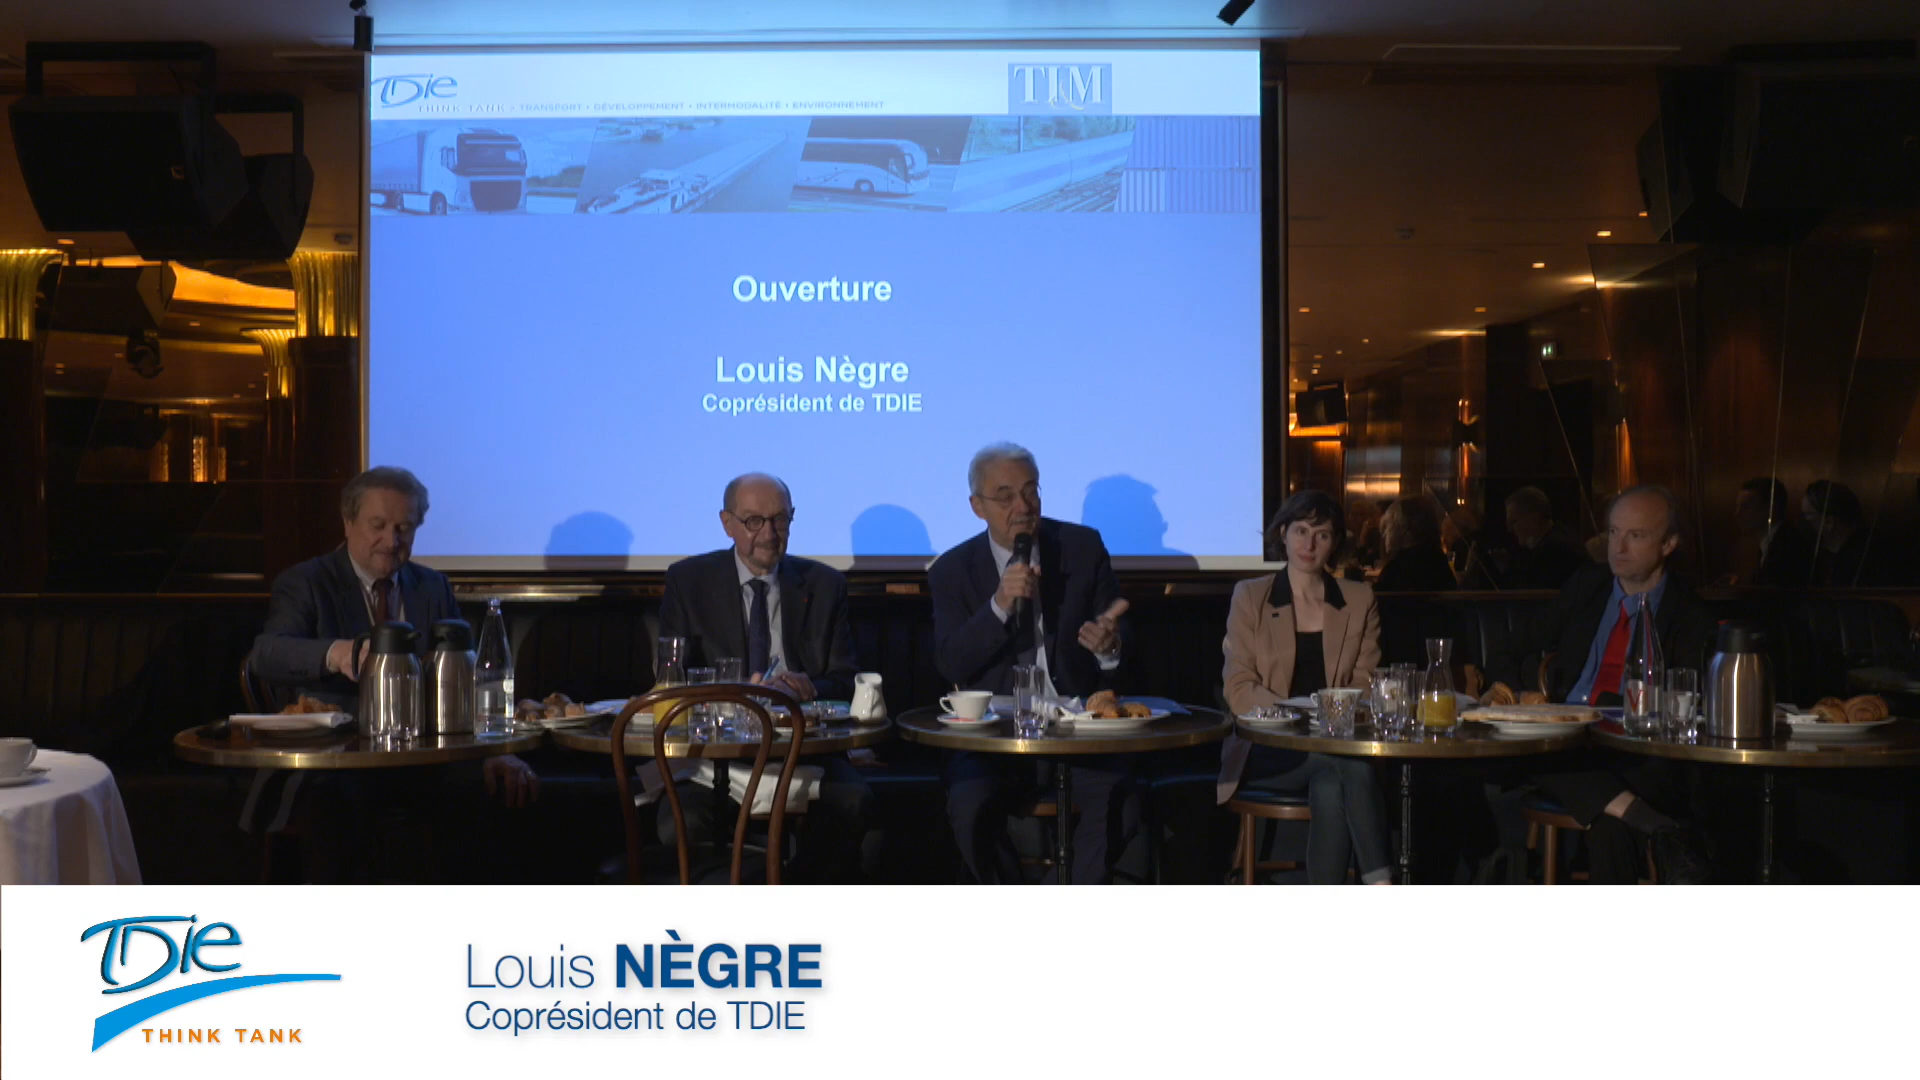 TDie
THINK TANK • TRANSPORT • DÉVELOPPEMENT • INTERMODALITÉ • ENVIRONNEMENT
TI&M
Ouverture
Louis Nègre
Coprésident de TDIE
TDie
THINK TANK
Louis NÈGRE
Coprésident de TDIE